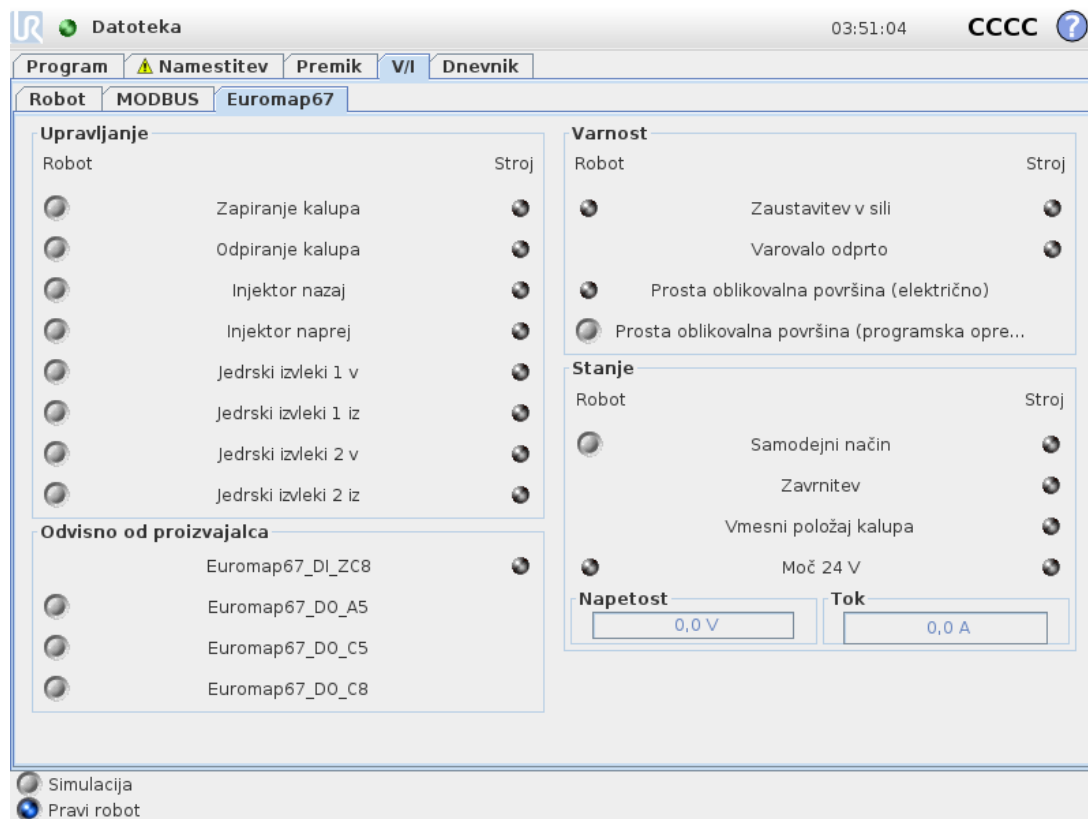 UR Datoteka 03:51:04 CCCC ?
Program Namestitev Premik V/I Dnevnik
Robot MODBUS Euromap67
Upravljanje
Robot Stroj
Zapiranje kalupa
Odpiranje kalupa
Injektor nazaj
Injektor naprej
Jedrski izvleki 1 v
Jedrski izvleki 1 iz
Jedrski izvleki 2 v
Jedrski izvleki 2 iz
Odvisno od proizvajalca
Euromap67_DI_ZC8
Euromap67_DO_A5
Euromap67_DO_C5
Euromap67_DO_C8
Varnost
Robot Stroj
Zaustavitev v sili
Varovalo odprto
Prosta oblikovalna površina (električno)
Prosta oblikovalna površina (programska opre...
Stanje
Robot Stroj
Samodejni način
Zavrnitev
Vmesni položaj kalupa
Moč 24 V
Napetost Tok
0,0 V 0,0 A
Simulacija
Pravi robot